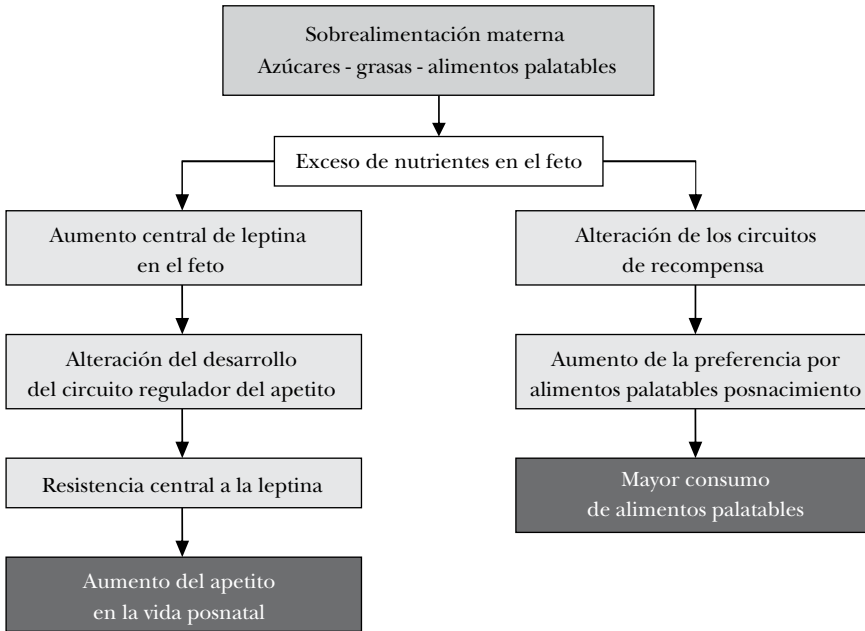 Sobrealimentación materna
Azúcares - grasas - alimentos palatables
Exceso de nutrientes en el feto
Aumento central de leptina
en el feto
Alteración del desarrollo
del circuito regulador del apetito
Resistencia central a la leptina
Aumento del apetito
en la vida posnatal
Alteración de los circuitos
de recompensa
Aumento de la preferencia por
alimentos palatables posnacimiento
Mayor consumo
de alimentos palatables